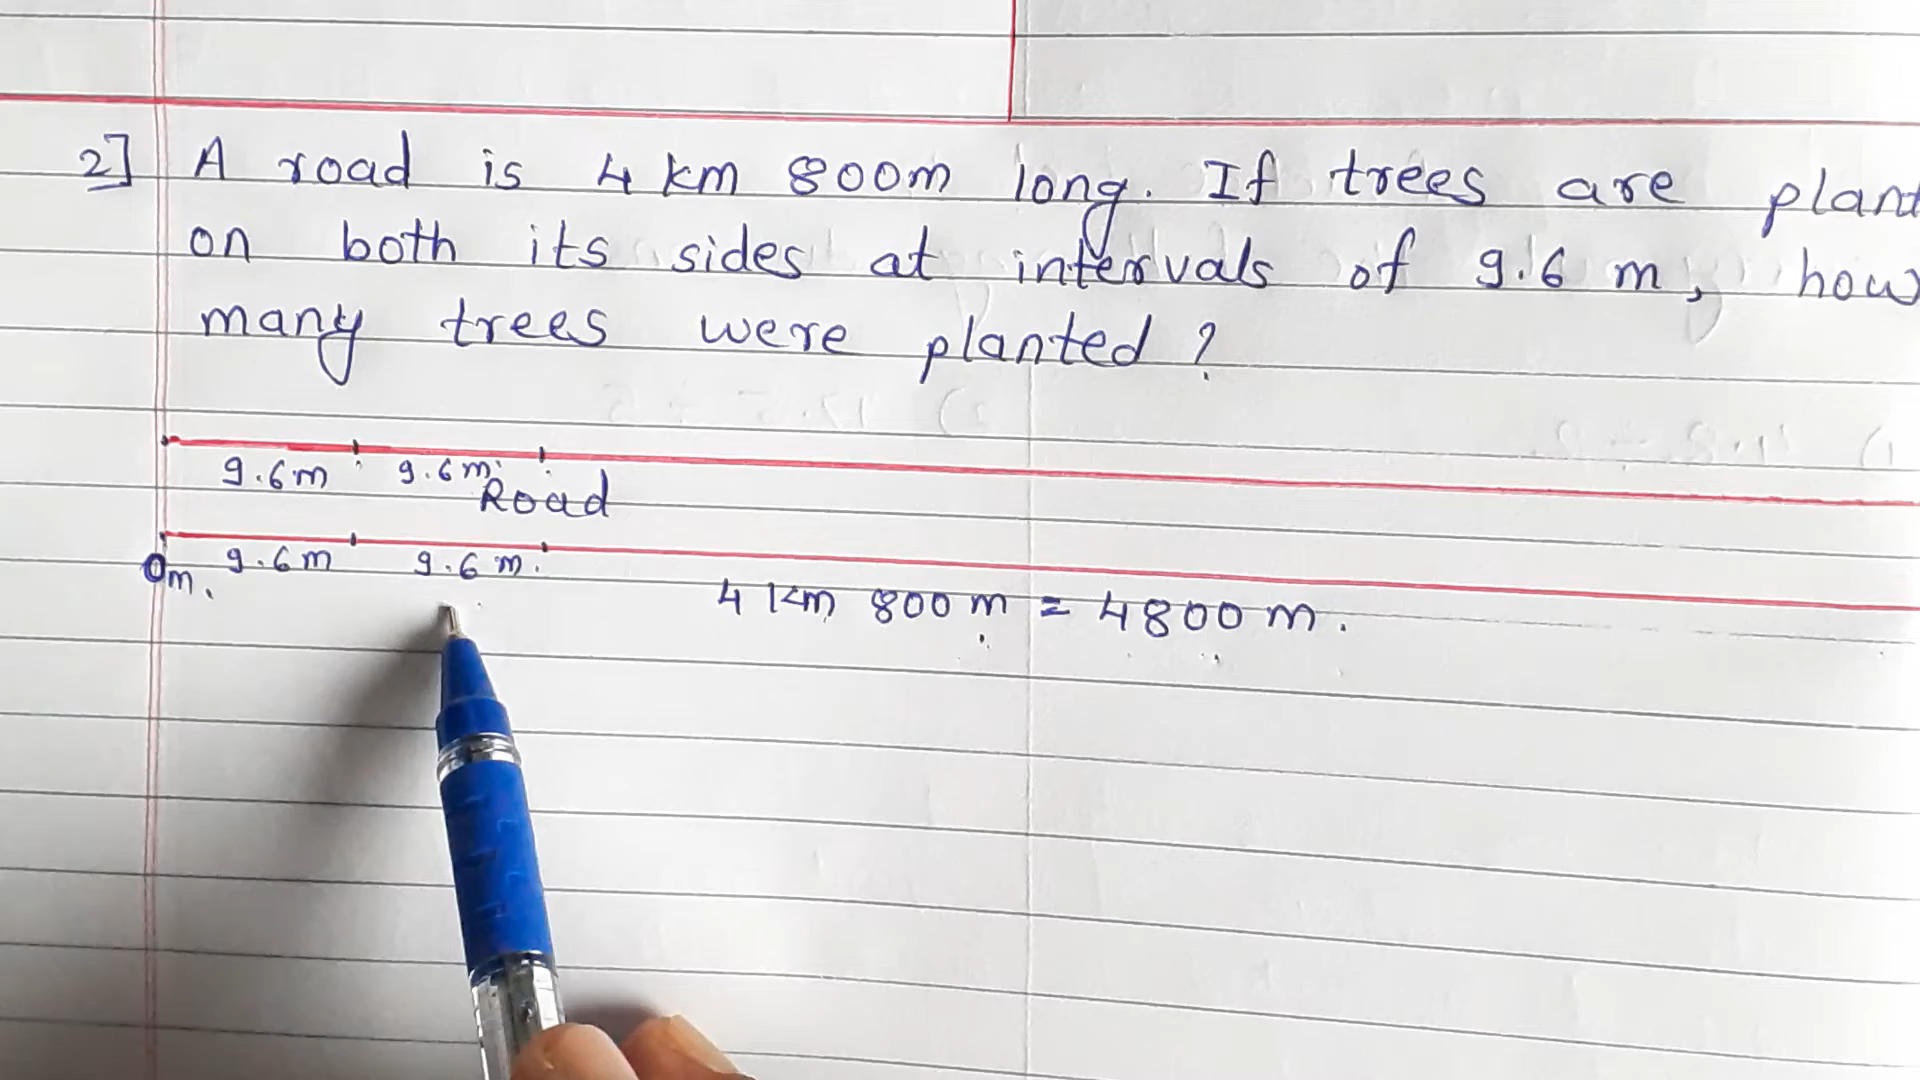 2] A road is 4 km 800m long. If trees are plant
on both its sides at intervals of 9.6 m, how
many trees were planted?
9.6m 9.6m
Road
9.6m 9.6 m.
0m.
4 km 800 m = 4800 m.